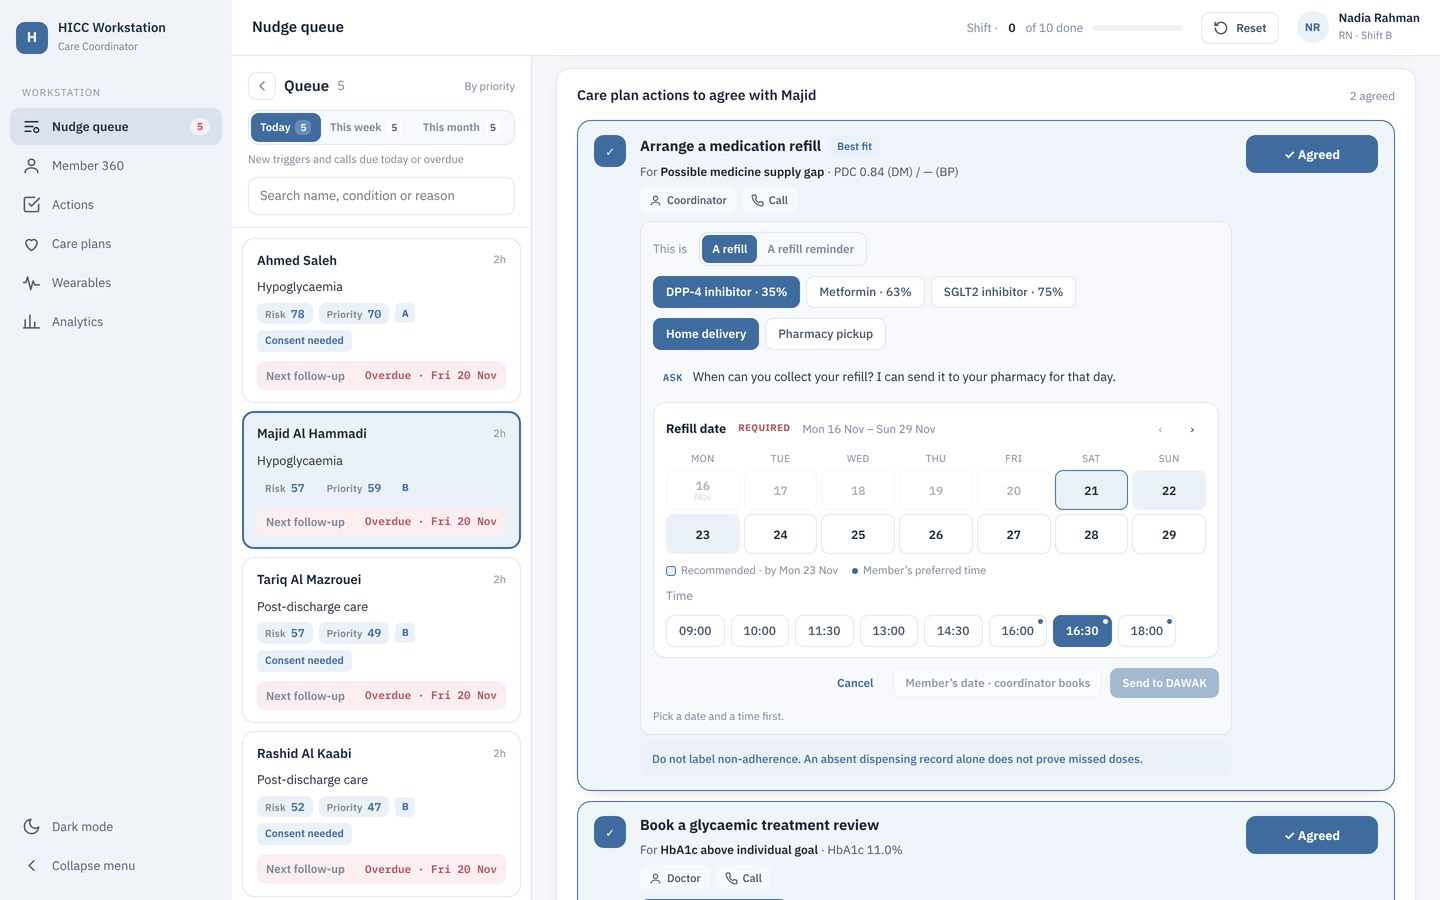 H
HICC Workstation
Care Coordinator
WORKSTATION
Nudge queue 5
Member 360
Actions
Care plans
Wearables
Analytics
Dark mode
Collapse menu
Nudge queue
Shift · 0 of 10 done
Reset
NR
Nadia Rahman
RN · Shift B
Queue 5
By priority
Today 5 This week 5 This month 5
New triggers and calls due today or overdue
Search name, condition or reason
Ahmed Saleh 2h
Hypoglycaemia
Risk 78 Priority 70 A
Consent needed
Next follow-up Overdue · Fri 20 Nov
Majid Al Hammadi 2h
Hypoglycaemia
Risk 57 Priority 59 B
Next follow-up Overdue · Fri 20 Nov
Tariq Al Mazrouei 2h
Post-discharge care
Risk 57 Priority 49 B
Consent needed
Next follow-up Overdue · Fri 20 Nov
Rashid Al Kaabi 2h
Post-discharge care
Risk 52 Priority 47 B
Consent needed
Next follow-up Overdue · Fri 20 Nov
Care plan actions to agree with Majid
2 agreed
✓ Arrange a medication refill Best fit
✓ Agreed
For Possible medicine supply gap · PDC 0.84 (DM) / — (BP)
Coordinator Call
This is A refill A refill reminder
DPP-4 inhibitor · 35% Metformin · 63% SGLT2 inhibitor · 75%
Home delivery Pharmacy pickup
ASK When can you collect your refill? I can send it to your pharmacy for that day.
Refill date REQUIRED Mon 16 Nov – Sun 29 Nov ‹ ›
MON TUE WED THU FRI SAT SUN
16 Nov 17 18 19 20 21 22
23 24 25 26 27 28 29
Recommended · by Mon 23 Nov Member's preferred time
Time
09:00 10:00 11:30 13:00 14:30 16:00 16:30 18:00
Cancel Member's date · coordinator books Send to DAWAK
Pick a date and a time first.
Do not label non-adherence. An absent dispensing record alone does not prove missed doses.
✓ Book a glycaemic treatment review
✓ Agreed
For HbA1c above individual goal · HbA1c 11.0%
Doctor Call